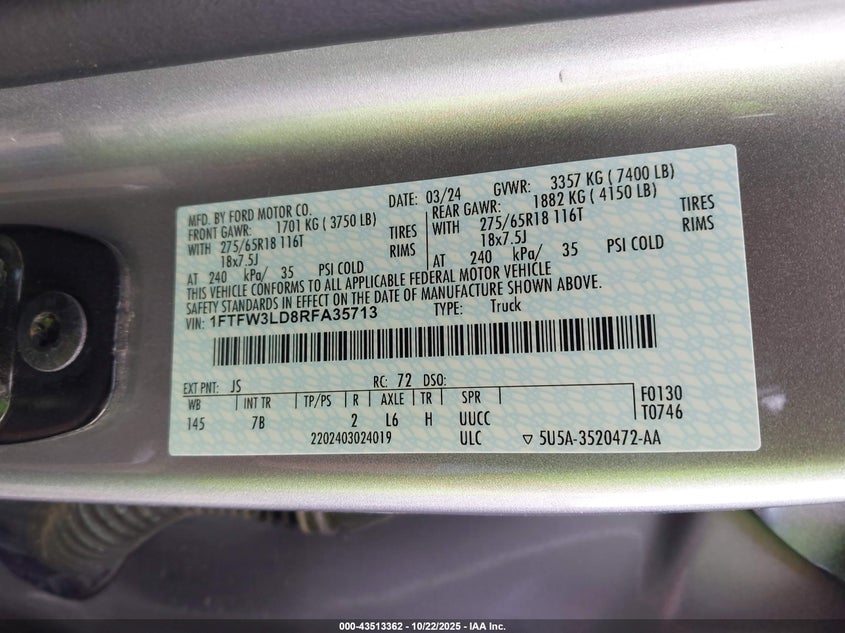 MFD. BY FORD MOTOR CO. DATE: 03/24 GVWR: 3357 KG ( 7400 LB)
FRONT GAWR: 1701 KG ( 3750 LB) REAR GAWR: 1882 KG ( 4150 LB)
WITH 275/65R18 116T TIRES WITH 275/65R18 116T TIRES
18x7.5J RIMS 18x7.5J RIMS
AT 240 kPa/ 35 PSI COLD AT 240 kPa/ 35 PSI COLD
THIS VEHICLE CONFORMS TO ALL APPLICABLE FEDERAL MOTOR VEHICLE
SAFETY STANDARDS IN EFFECT ON THE DATE OF MANUFACTURE SHOWN ABOVE.
VIN: 1FTFW3LD8RFA35713 TYPE: Truck
EXT PNT: JS RC: 72 DSO:
WB INT TR TP/PS R AXLE TR SPR F0130
145 7B 2 L6 H UUCC T0746
2202403024019 ULC ▽ 5U5A-3520472-AA
000-43513362 - 10/22/2025 - IAA Inc.